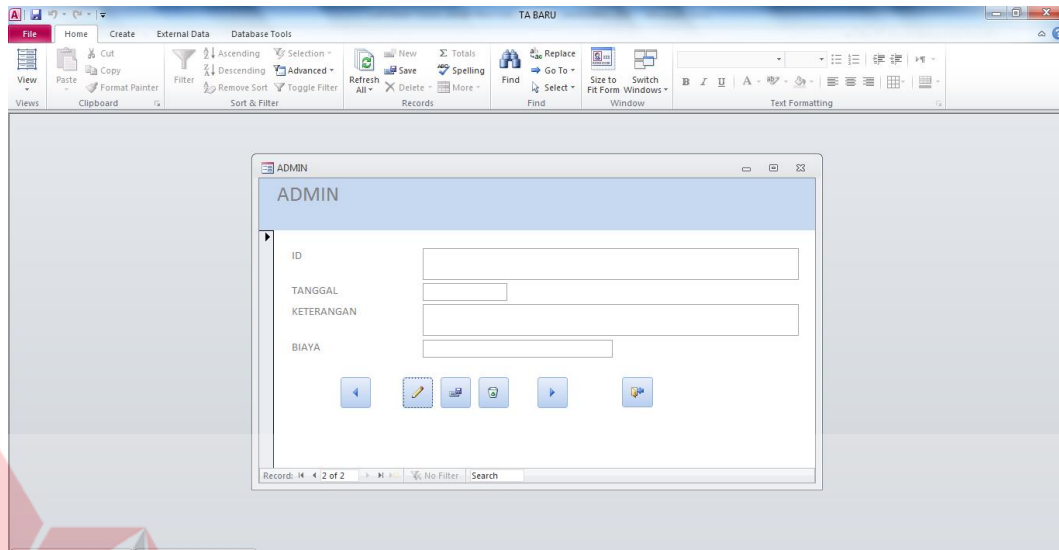 A
TA BARU
File Home Create External Data Database Tools
View
Views
Paste
Cut
Copy
Format Painter
Clipboard
Filter
Ascending
Descending
Remove Sort
Selection
Advanced
Toggle Filter
Sort & Filter
Refresh All
New
Save
Delete
Totals
Spelling
More
Records
Find
Replace
Go To
Select
Find
Size to Fit Form
Switch Windows
Window
B I U A
Text Formatting
ADMIN
ADMIN
ID
TANGGAL
KETERANGAN
BIAYA
Record: 2 of 2 No Filter Search